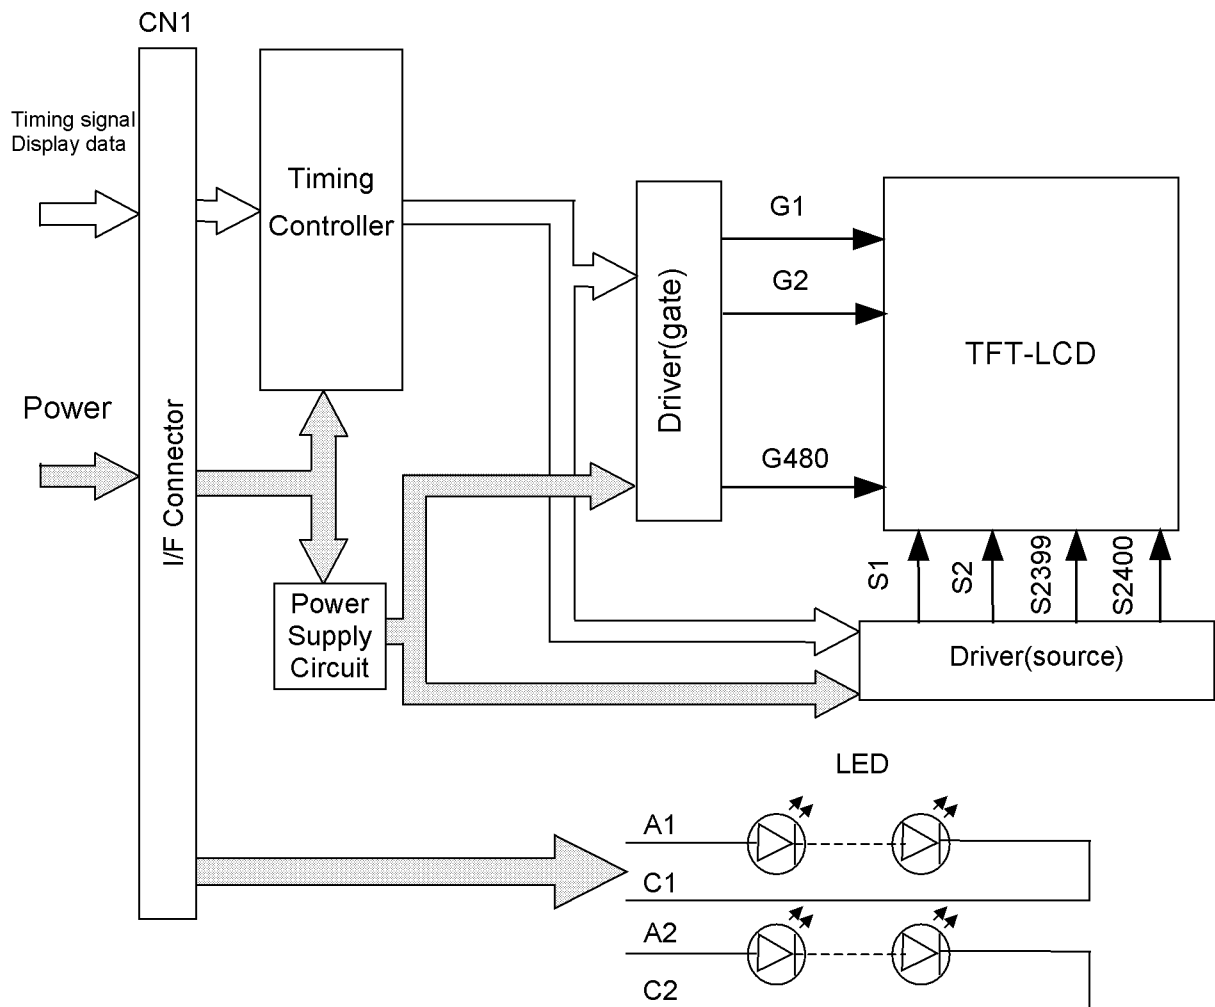 CN1
Timing signal
Display data
Timing
Controller
Power
I/F Connector
Driver(gate)
G1
G2
G480
TFT-LCD
S1
S2
S2399
S2400
Power
Supply
Circuit
Driver(source)
LED
A1
C1
A2
C2